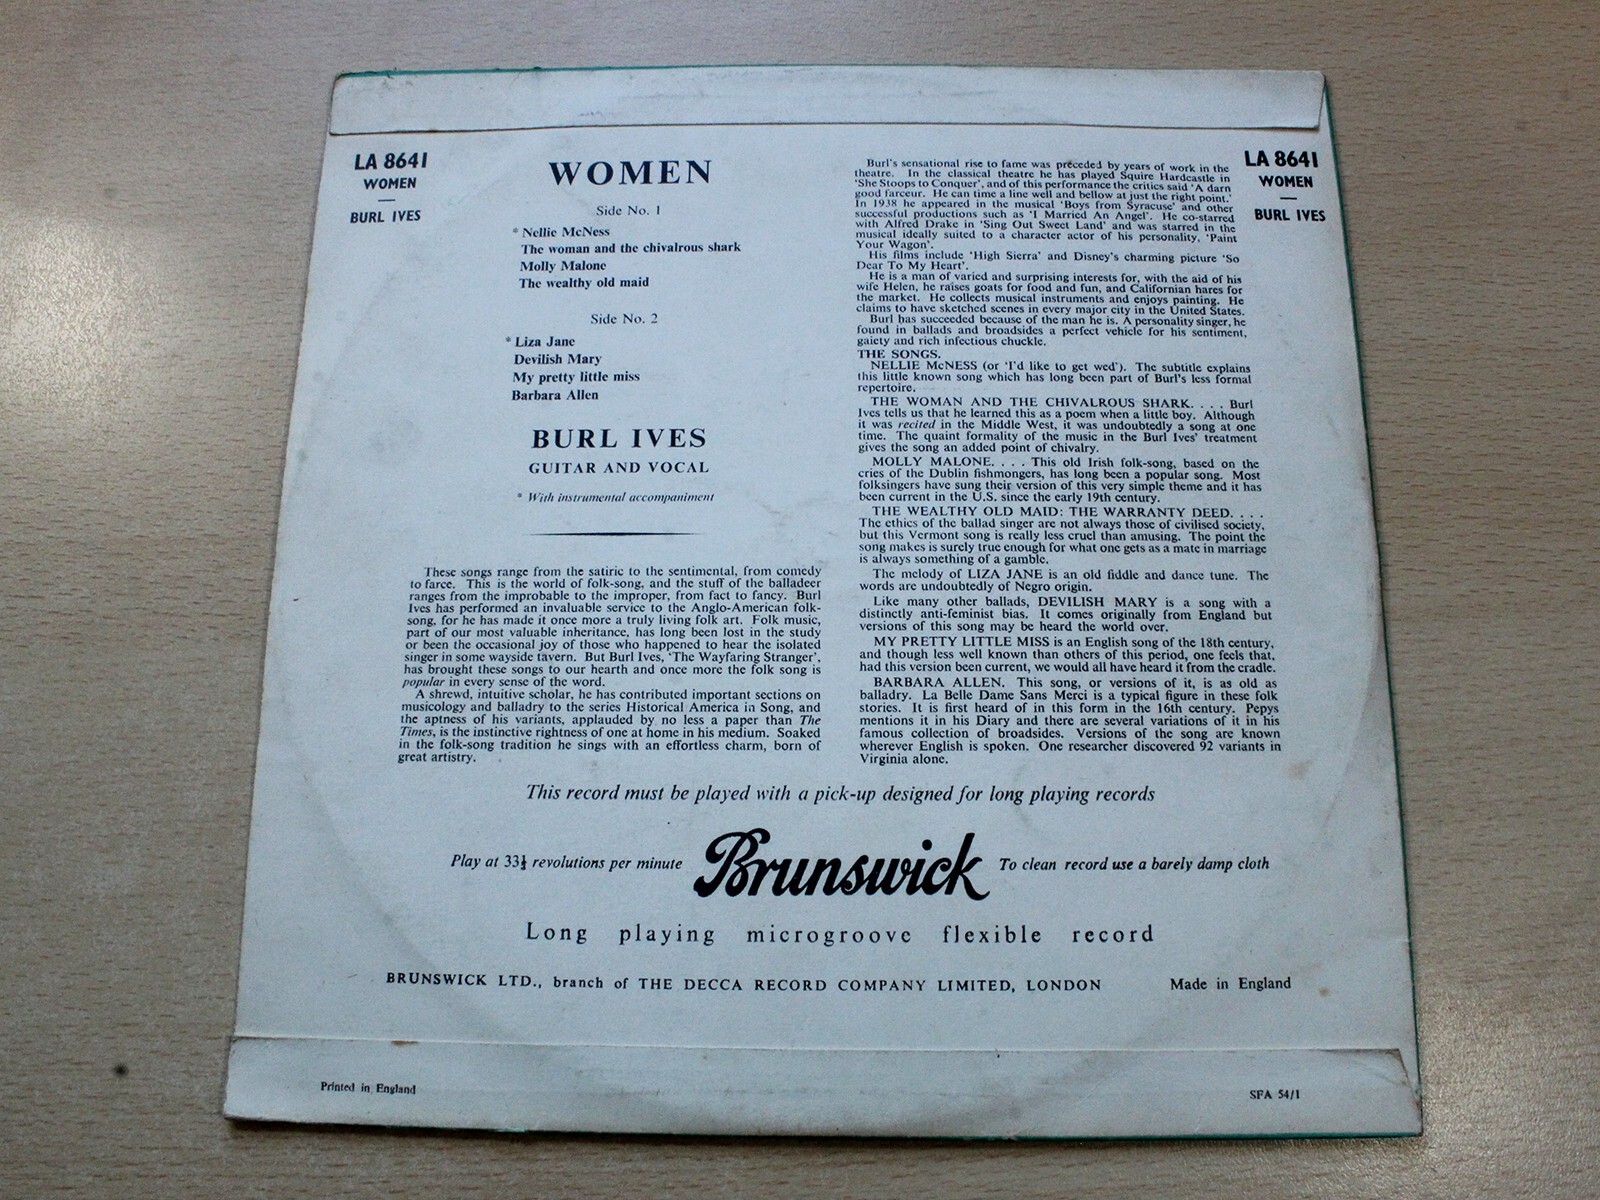 LA 8641
WOMEN
BURL IVES
WOMEN
Side No. 1
* Nellie McNess
The woman and the chivalrous shark
Molly Malone
The wealthy old maid
Side No. 2
* Liza Jane
Devilish Mary
My pretty little miss
Barbara Allen
BURL IVES
GUITAR AND VOCAL
* With instrumental accompaniment
These songs range from the satiric to the sentimental, from comedy
to farce. This is the world of folk-song, and the stuff of the balladeer
ranges from the improbable to the improper, from fact to fancy. Burl
Ives has performed an invaluable service to the Anglo-American folk-
song, for he has made it once more a truly living folk art. Folk music,
part of our most valuable inheritance, has long been lost in the study
or been the occasional joy of those who happened to hear the isolated
singer in some wayside tavern. But Burl Ives, 'The Wayfaring Stranger',
has brought these songs to our hearth and once more the folk song is
popular in every sense of the word.
A shrewd, intuitive scholar, he has contributed important sections on
musicology and balladry to the series Historical America in Song, and
the aptness of his variants, applauded by no less a paper than The
Times, is the instinctive rightness of one at home in his medium. Soaked
in the folk-song tradition he sings with an effortless charm, born of
great artistry.
Burl's sensational rise to fame was preceded by years of work in the
theatre. In the classical theatre he has played Squire Hardcastle in
'She Stoops to Conquer', and of this performance the critics said 'A darn
good farceur. He can time a line well and bellow at just the right point.'
In 1938 he appeared in the musical 'Boys from Syracuse' and other
successful productions such as 'I Married An Angel'. He co-starred
with Alfred Drake in 'Sing Out Sweet Land' and was starred in the
musical ideally suited to a character actor of his personality, 'Paint
Your Wagon'.
His films include 'High Sierra' and Disney's charming picture 'So
Dear To My Heart'.
He is a man of varied and surprising interests for, with the aid of his
wife Helen, he raises goats for food and fun, and Californian hares for
the market. He collects musical instruments and enjoys painting. He
claims to have sketched scenes in every major city in the United States.
Burl has succeeded because of the man he is. A personality singer, he
found in ballads and broadsides a perfect vehicle for his sentiment,
gaiety and rich infectious chuckle.
THE SONGS.
NELLIE McNESS (or 'I'd like to get wed'). The subtitle explains
this little known song which has long been part of Burl's less formal
repertoire.
THE WOMAN AND THE CHIVALROUS SHARK. . . . Burl
Ives tells us that he learned this as a poem when a little boy. Although
it was recited in the Middle West, it was undoubtedly a song at one
time. The quaint formality of the music in the Burl Ives' treatment
gives the song an added point of chivalry.
MOLLY MALONE. . . . This old Irish folk-song, based on the
cries of the Dublin fishmongers, has long been a popular song. Most
folksingers have sung their version of this very simple theme and it has
been current in the U.S. since the early 19th century.
THE WEALTHY OLD MAID: THE WARRANTY DEED. . . .
The ethics of the ballad singer are not always those of civilised society,
but this Vermont song is really less cruel than amusing. The point the
song makes is surely true enough for what one gets as a mate in marriage
is always something of a gamble.
The melody of LIZA JANE is an old fiddle and dance tune. The
words are undoubtedly of Negro origin.
Like many other ballads, DEVILISH MARY is a song with a
distinctly anti-feminist bias. It comes originally from England but
versions of this song may be heard the world over.
MY PRETTY LITTLE MISS is an English song of the 18th century,
and though less well known than others of this period, one feels that,
had this version been current, we would all have heard it from the cradle.
BARBARA ALLEN. This song, or versions of it, is as old as
balladry. La Belle Dame Sans Merci is a typical figure in these folk
stories. It is first heard of in this form in the 16th century. Pepys
mentions it in his Diary and there are several variations of it in his
famous collection of broadsides. Versions of the song are known
wherever English is spoken. One researcher discovered 92 variants in
Virginia alone.
LA 8641
WOMEN
BURL IVES
This record must be played with a pick-up designed for long playing records
Play at 33⅓ revolutions per minute Brunswick To clean record use a barely damp cloth
Long playing microgroove flexible record
BRUNSWICK LTD., branch of THE DECCA RECORD COMPANY LIMITED, LONDON Made in England
Printed in England
SFA 54/1